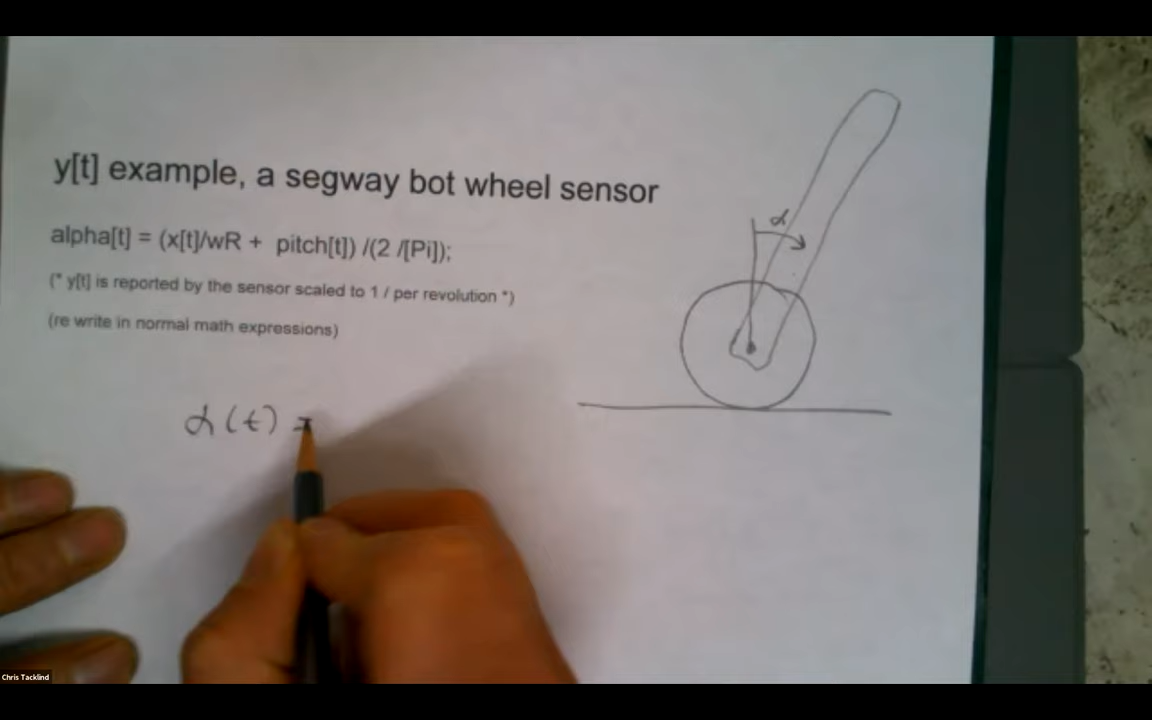 y[t] example, a segway bot wheel sensor
alpha[t] = (x[t]/wR + pitch[t]) /(2 /[Pi]);
(* y[t] is reported by the sensor scaled to 1 / per revolution *)
(re write in normal math expressions)
α
α(t) =
Chris Tacklind